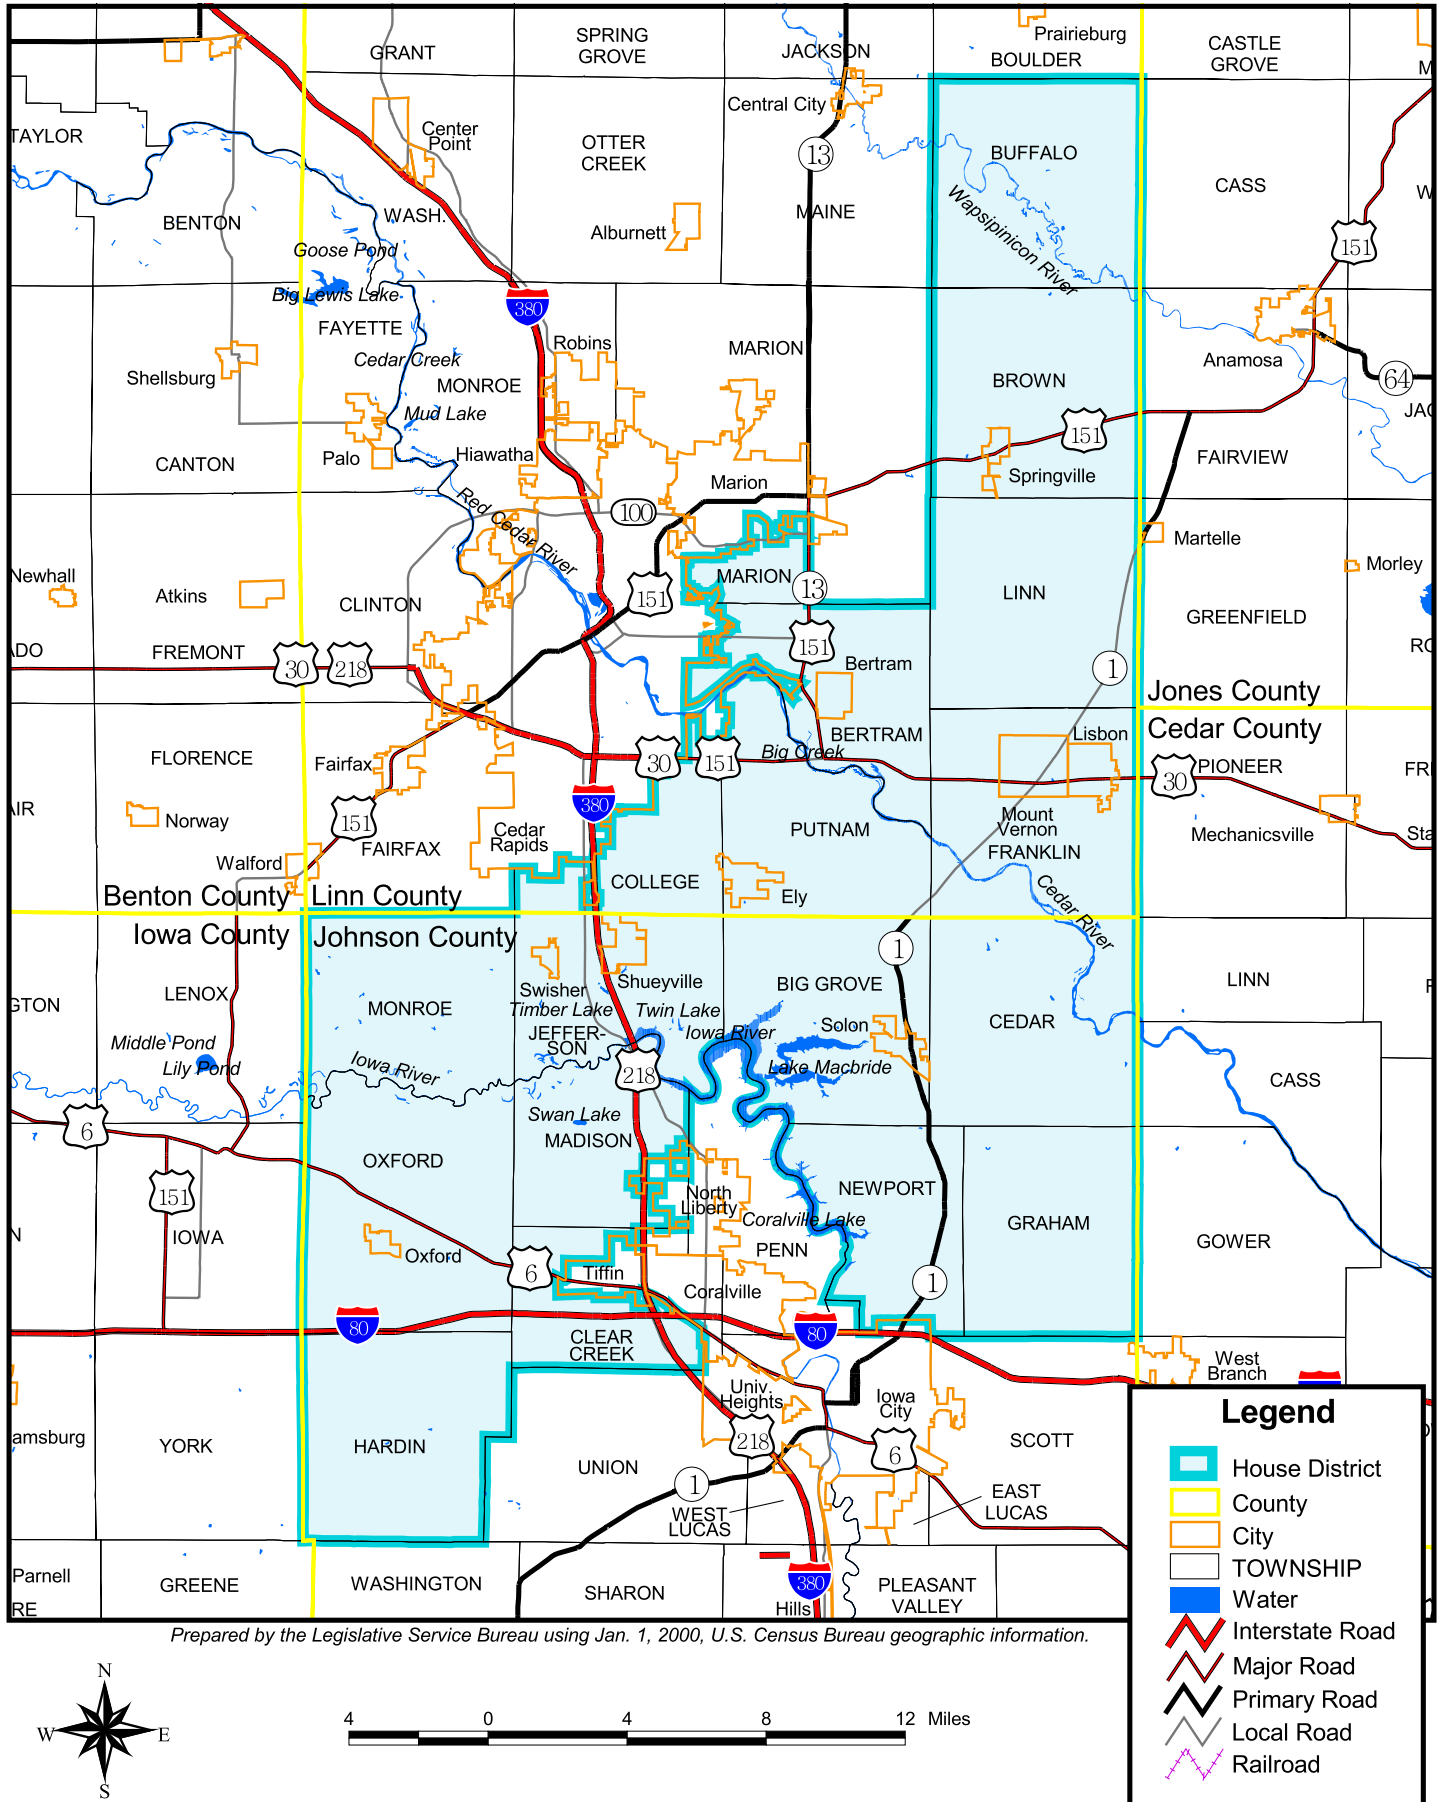 GRANT
SPRING
GROVE
JACKSON
Prairieburg
BOULDER
CASTLE
GROVE
M
Central City
TAYLOR
Center
Point
OTTER
CREEK
13
BUFFALO
CASS
W
BENTON
WASH.
Alburnett
MAINE
Wapsipinicon River
151
Goose Pond
Big Lewis Lake
380
FAYETTE
Cedar Creek
Robins
MARION
Anamosa
Shellsburg
MONROE
BROWN
64
Mud Lake
JAC
151
Palo
Hiawatha
CANTON
Marion
Springville
FAIRVIEW
Red Cedar River
100
Martelle
Newhall
Atkins
MARION
Morley
151
13
CLINTON
LINN
GREENFIELD
ADO
FREMONT
30
218
151
Bertram
1
RO
Jones County
Cedar County
FLORENCE
Fairfax
30
151
Big Creek
BERTRAM
Lisbon
30
PIONEER
FR
AIR
Norway
151
380
Cedar
Rapids
PUTNAM
Mount
Vernon
Mechanicsville
Sta
Walford
FAIRFAX
FRANKLIN
COLLEGE
Ely
Cedar River
Benton County
Linn County
Iowa County
Johnson County
1
GTON
LENOX
MONROE
Swisher
Shueyville
BIG GROVE
LINN
Timber Lake
Twin Lake
JEFFER-
SON
Iowa River
Solon
CEDAR
Middle Pond
Lily Pond
Iowa River
218
Lake Macbride
CASS
6
Swan Lake
MADISON
OXFORD
151
North
Liberty
NEWPORT
Coralville Lake
GRAHAM
GOWER
N
IOWA
Oxford
PENN
6
Tiffin
Coralville
1
80
80
CLEAR
CREEK
West
Branch
Univ.
Heights
Iowa
City
amsburg
YORK
HARDIN
218
6
SCOTT
UNION
1
WEST
LUCAS
EAST
LUCAS
Parnell
RE
GREENE
WASHINGTON
SHARON
380
Hills
PLEASANT
VALLEY
Legend
House District
County
City
TOWNSHIP
Water
Interstate Road
Major Road
Primary Road
Local Road
Railroad
Prepared by the Legislative Service Bureau using Jan. 1, 2000, U.S. Census Bureau geographic information.
N
W
E
S
4
0
4
8
12
Miles